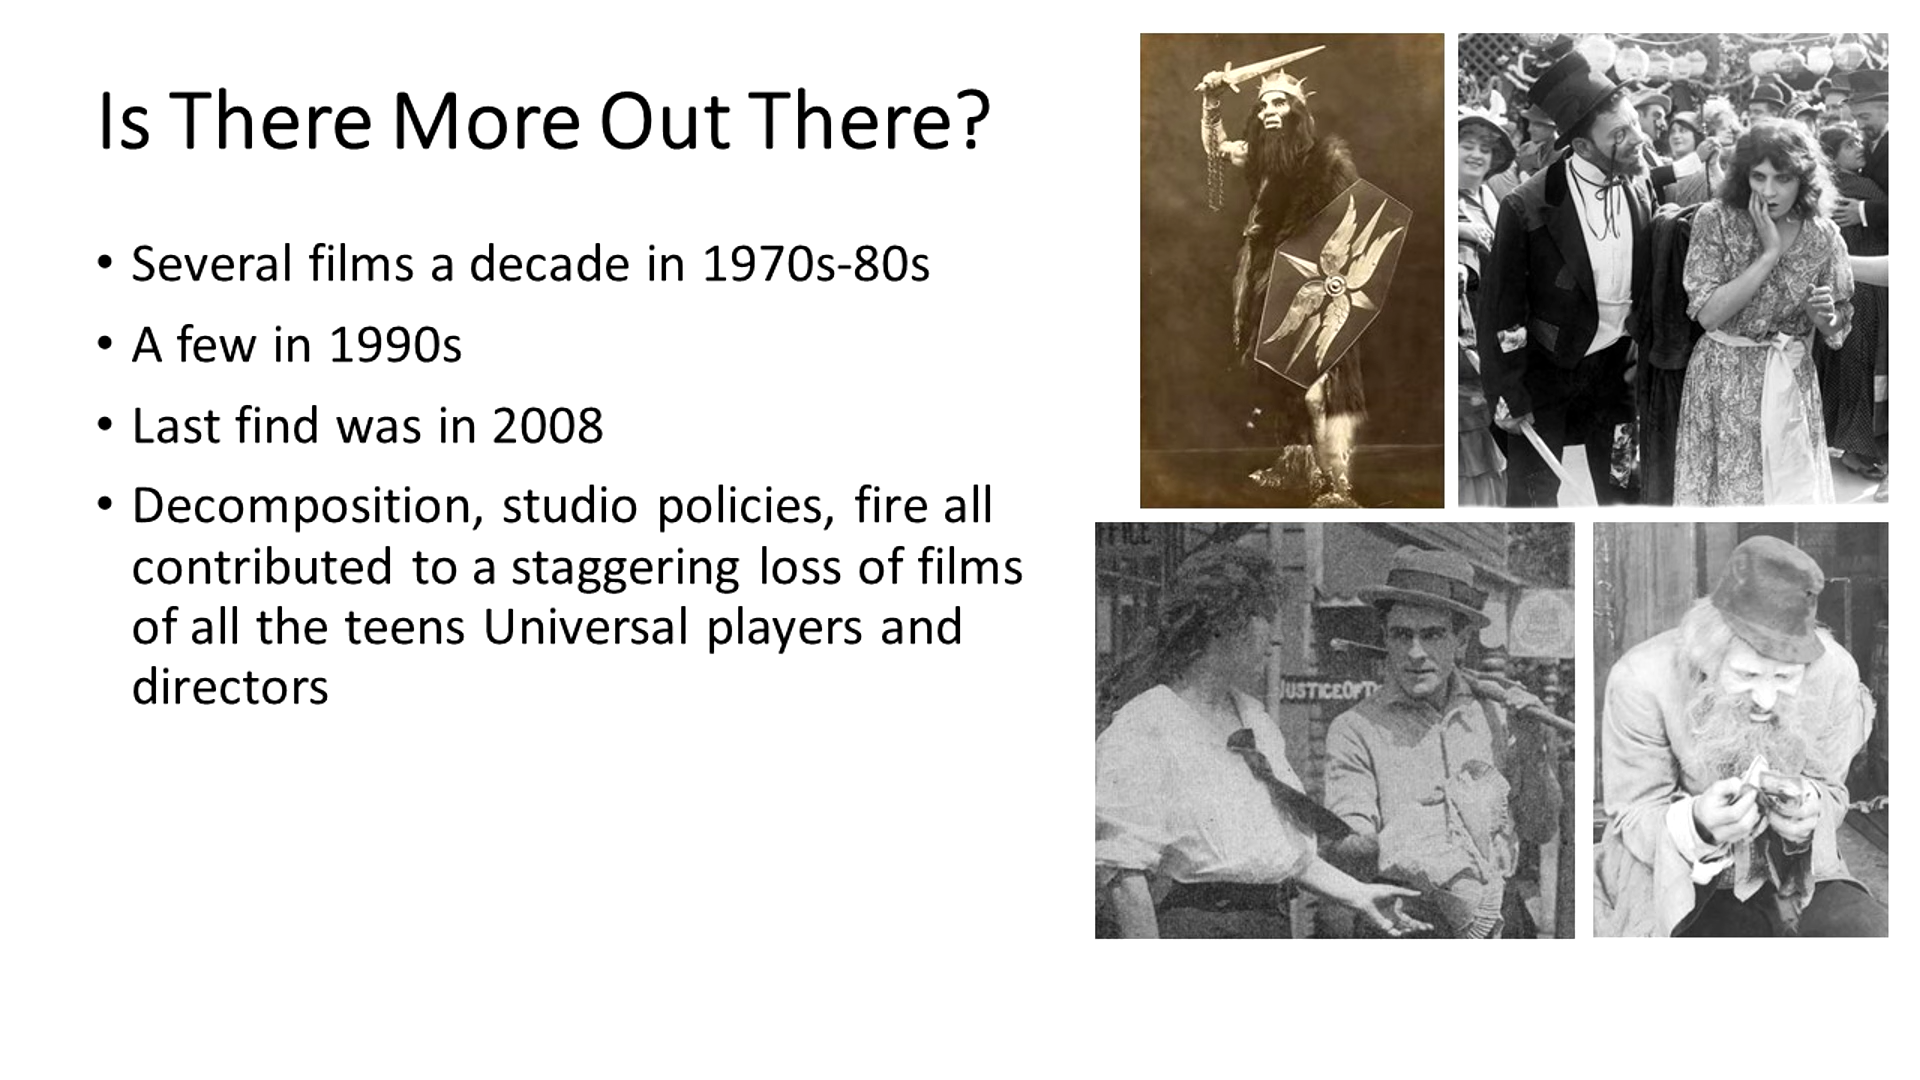 Is There More Out There?
• Several films a decade in 1970s-80s
• A few in 1990s
• Last find was in 2008
• Decomposition, studio policies, fire all
contributed to a staggering loss of films
of all the teens Universal players and
directors
JUSTICE OF T